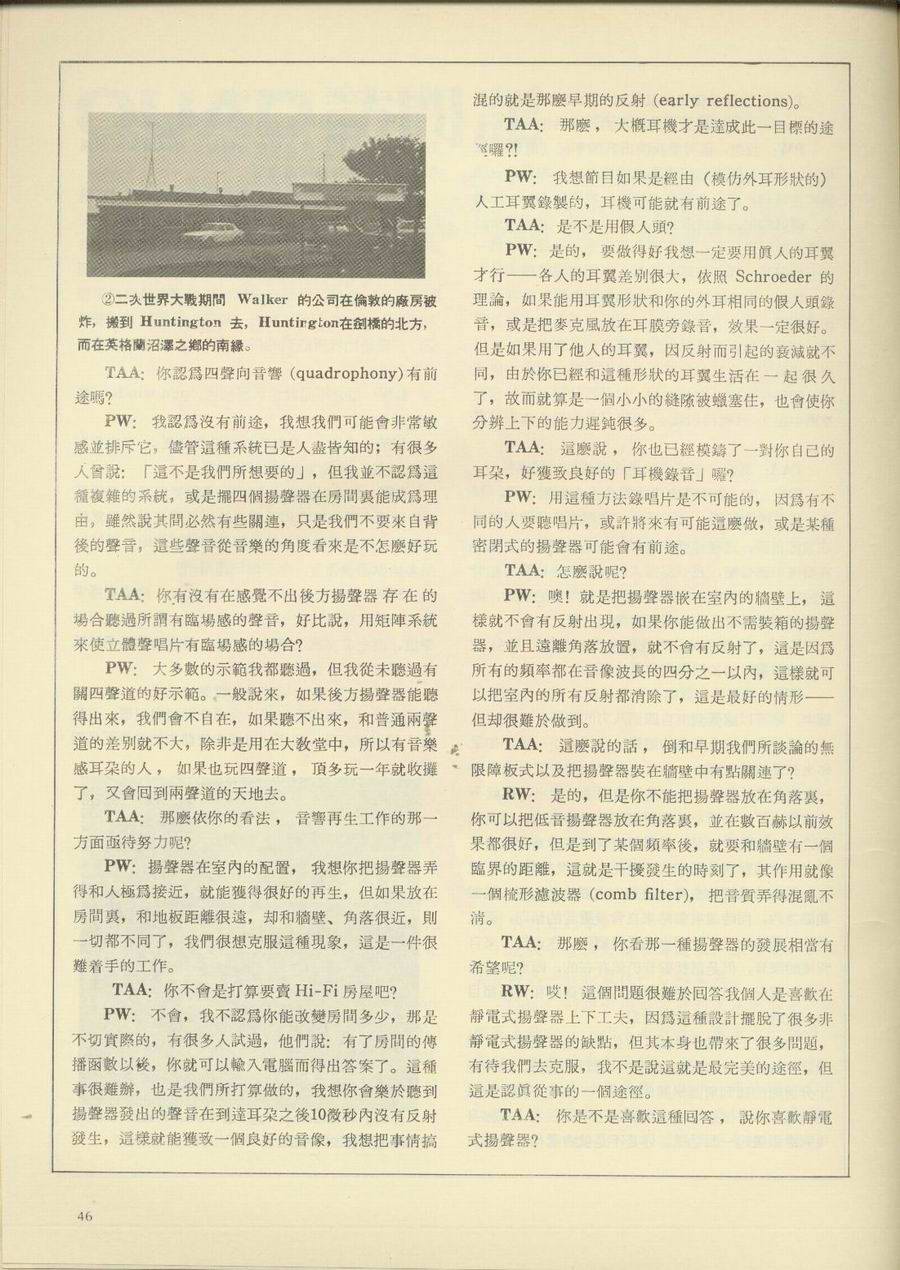 ②二次世界大戰期間 Walker 的公司在倫敦的廠房被
炸，搬到 Huntington 去，Huntington在劍橋的北方，
而在英格蘭沼澤之鄉的南緣。
TAA：你認爲四聲向音響 (quadrophony) 有前
途嗎？
PW：我認爲沒有前途，我想我們可能會非常敏
感並排斥它，儘管這種系統已是人盡皆知的；有很多
人曾說：「這不是我們所想要的」，但我並不認爲這
種複雜的系統，或是擺四個揚聲器在房間裏能成爲理
由，雖然說其間必然有些關連，只是我們不要來自背
後的聲音，這些聲音從音樂的角度看來是不怎麽好玩
的。
TAA：你有沒有在感覺不出後方揚聲器存在的
場合聽過所謂有臨場感的聲音，好比說，用矩陣系統
來使立體聲唱片有臨場感的場合？
PW：大多數的示範我都聽過，但我從未聽過有
關四聲道的好示範。一般說來，如果後方揚聲器能聽
得出來，我們會不自在，如果聽不出來，和普通兩聲
道的差別就不大，除非是用在大敎堂中，所以有音樂
感耳朶的人，如果也玩四聲道，頂多玩一年就收攤
了，又會囘到兩聲道的天地去。
TAA：那麽依你的看法，音響再生工作的那一
方面亟待努力呢？
PW：揚聲器在室內的配置，我想你把揚聲器弄
得和人極爲接近，就能獲得很好的再生，但如果放在
房間裏，和地板距離很遠，却和牆壁、角落很近，則
一切都不同了，我們很想克服這種現象，這是一件很
難着手的工作。
TAA：你不會是打算要賣 Hi-Fi 房屋吧？
PW：不會，我不認爲你能改變房間多少，那是
不切實際的，有很多人試過，他們說：有了房間的傳
播函數以後，你就可以輸入電腦而得出答案了。這種
事很難辦，也是我們所打算做的，我想你會樂於聽到
揚聲器發出的聲音在到達耳朶之後10微秒內沒有反射
發生，這樣就能獲致一個良好的音像，我想把事情搞
混的就是那麽早期的反射 (early reflections)。
TAA：那麽，大槪耳機才是達成此一目標的途
囉?!
PW：我想節目如果是經由（模仿外耳形狀的）
人工耳翼錄製的，耳機可能就有前途了。
TAA：是不是用假人頭？
PW：是的，要做得好我想一定要用眞人的耳翼
才行——各人的耳翼差別很大，依照 Schroeder 的
理論，如果能用耳翼形狀和你的外耳相同的假人頭錄
音，或是把麥克風放在耳膜旁錄音，效果一定很好。
但是如果用了他人的耳翼，因反射而引起的衰減就不
同，由於你已經和這種形狀的耳翼生活在一起很久
了，故而就算是一個小小的縫隙被蠟塞住，也會使你
分辨上下的能力遲鈍很多。
TAA：這麽說，你也已經模鑄了一對你自己的
耳朶，好獲致良好的「耳機錄音」囉？
PW：用這種方法錄唱片是不可能的，因爲有不
同的人要聽唱片，或許將來有可能這麽做，或是某種
密閉式的揚聲器可能會有前途。
TAA：怎麽說呢？
PW：噢！就是把揚聲器嵌在室內的牆壁上，這
樣就不會有反射出現，如果你能做出不需裝箱的揚聲
器，並且遠離角落放置，就不會有反射了，這是因爲
所有的頻率都在音像波長的四分之一以內，這樣就可
以把室內的所有反射都消除了，這是最好的情形——
但却很難於做到。
TAA：這麽說的話，倒和早期我們所談論的無
限障板式以及把揚聲器裝在牆壁中有點關連了？
RW：是的，但是你不能把揚聲器放在角落裏，
你可以把低音揚聲器放在角落裏，並在數百赫以前效
果都很好，但是到了某個頻率後，就要和牆壁有一個
臨界的距離，這就是干擾發生的時刻了，其作用就像
一個梳形濾波器 (comb filter)，把音質弄得混亂不
淸。
TAA：那麽，你看那一種揚聲器的發展相當有
希望呢？
RW：哎！這個問題很難於囘答我個人是喜歡在
靜電式揚聲器上下工夫，因爲這種設計擺脫了很多非
靜電式揚聲器的缺點，但其本身也帶來了很多問題，
有待我們去克服，我不是說這就是最完美的途徑，但
這是認眞從事的一個途徑。
TAA：你是不是喜歡這種囘答，說你喜歡靜電
式揚聲器？
46